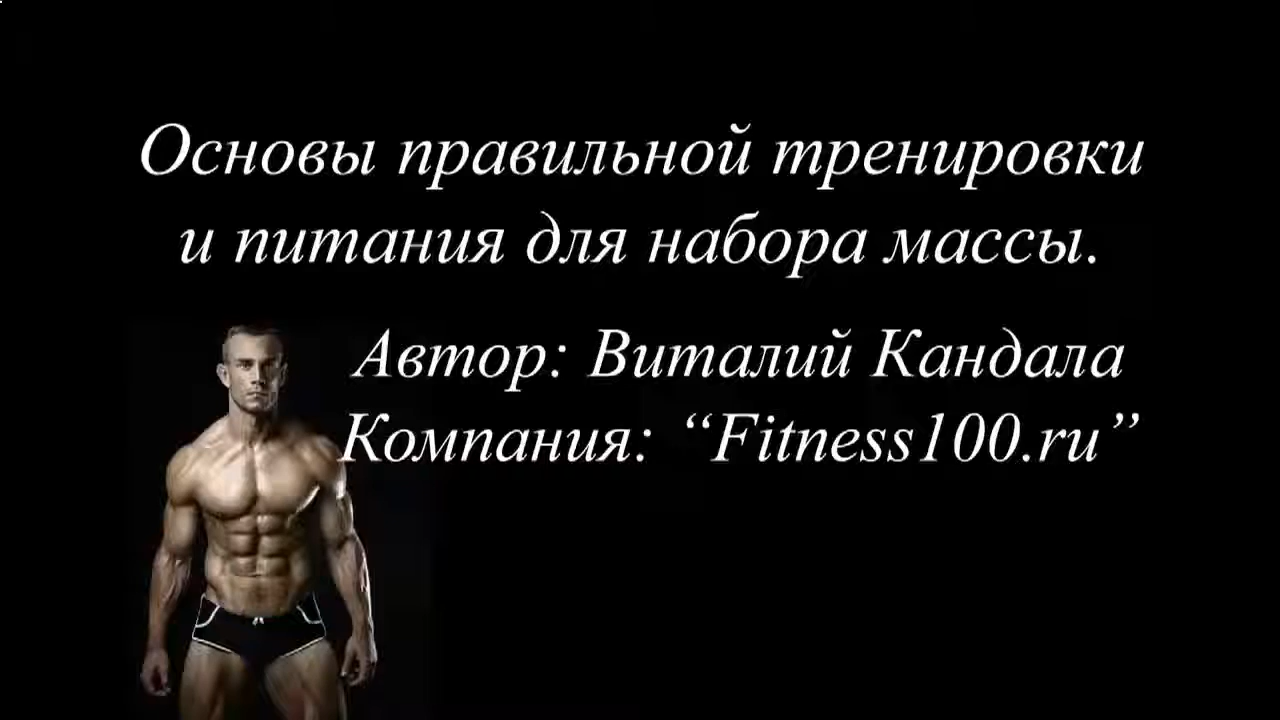 Основы правильной тренировки
и питания для набора массы.
Автор: Виталий Кандала
Компания: “Fitness100.ru”